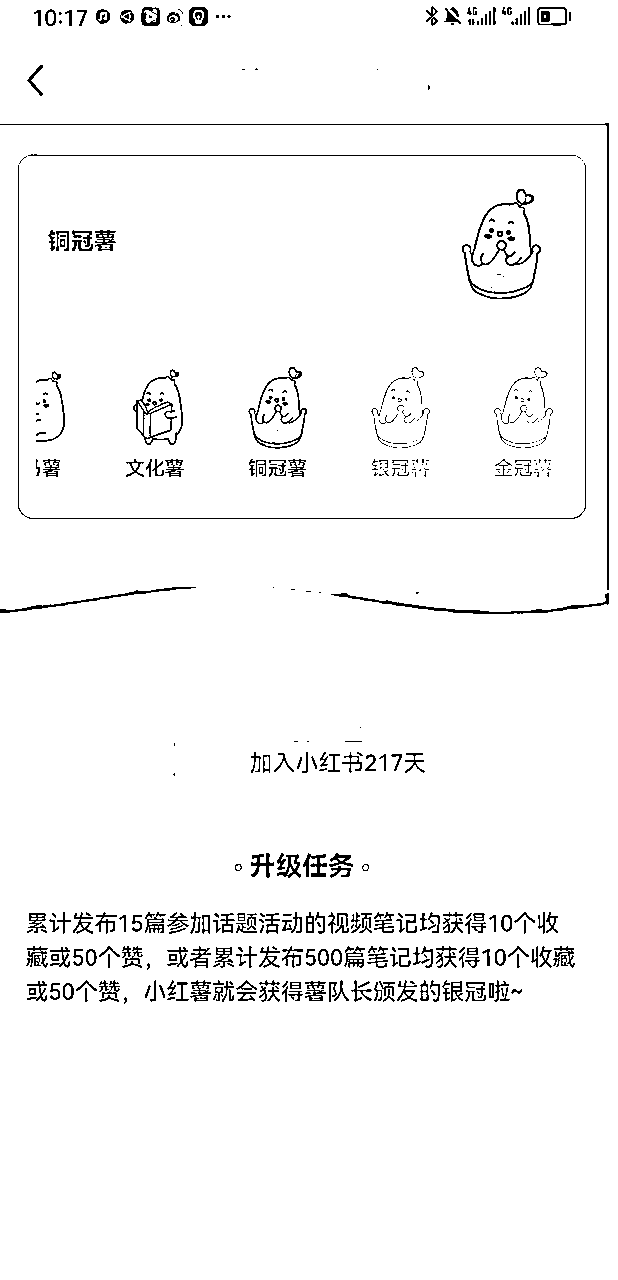 10:17
铜冠薯
薯 文化薯 铜冠薯 银冠薯 金冠薯
加入小红书217天
升级任务
累计发布15篇参加话题活动的视频笔记均获得10个收
藏或50个赞，或者累计发布500篇笔记均获得10个收藏
或50个赞，小红薯就会获得薯队长颁发的银冠啦~